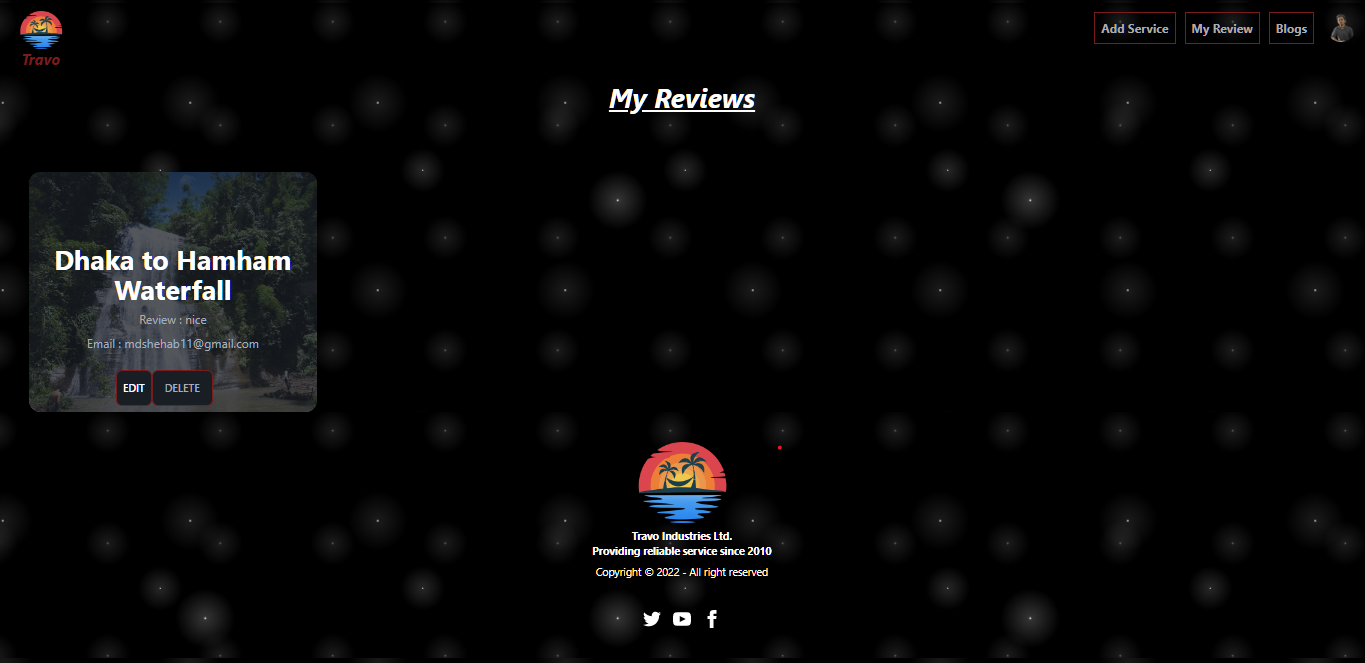 Travo
Add Service
My Review
Blogs
My Reviews
Dhaka to Hamham
Waterfall
Review : nice
Email : mdshehab11@gmail.com
EDIT
DELETE
Travo Industries Ltd.
Providing reliable service since 2010
Copyright © 2022 - All right reserved